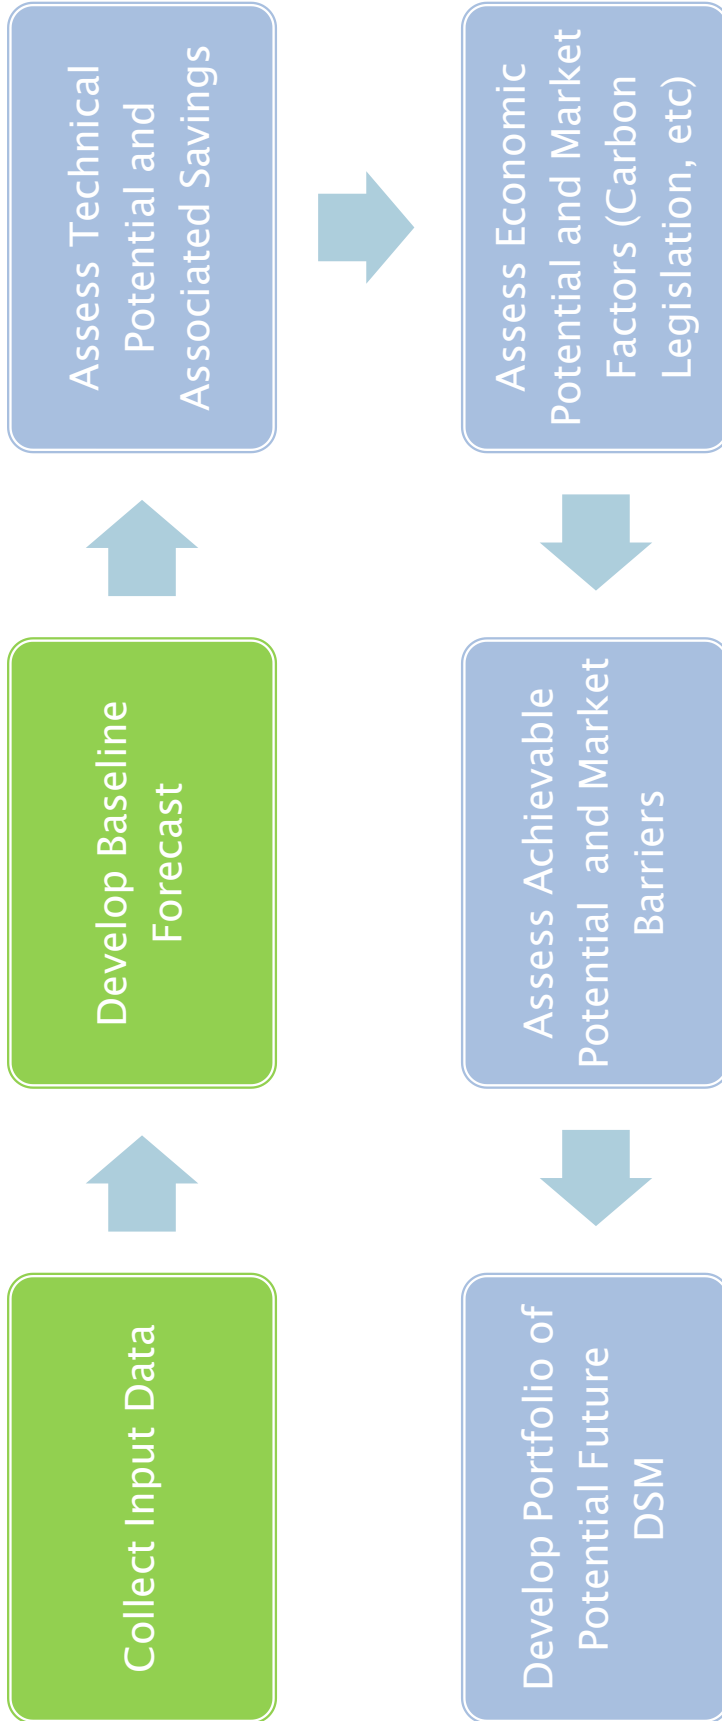 Collect Input Data
Develop Baseline
Forecast
Assess Technical
Potential and
Associated Savings
Assess Economic
Potential and Market
Factors (Carbon
Legislation, etc)
Assess Achievable
Potential and Market
Barriers
Develop Portfolio of
Potential Future
DSM